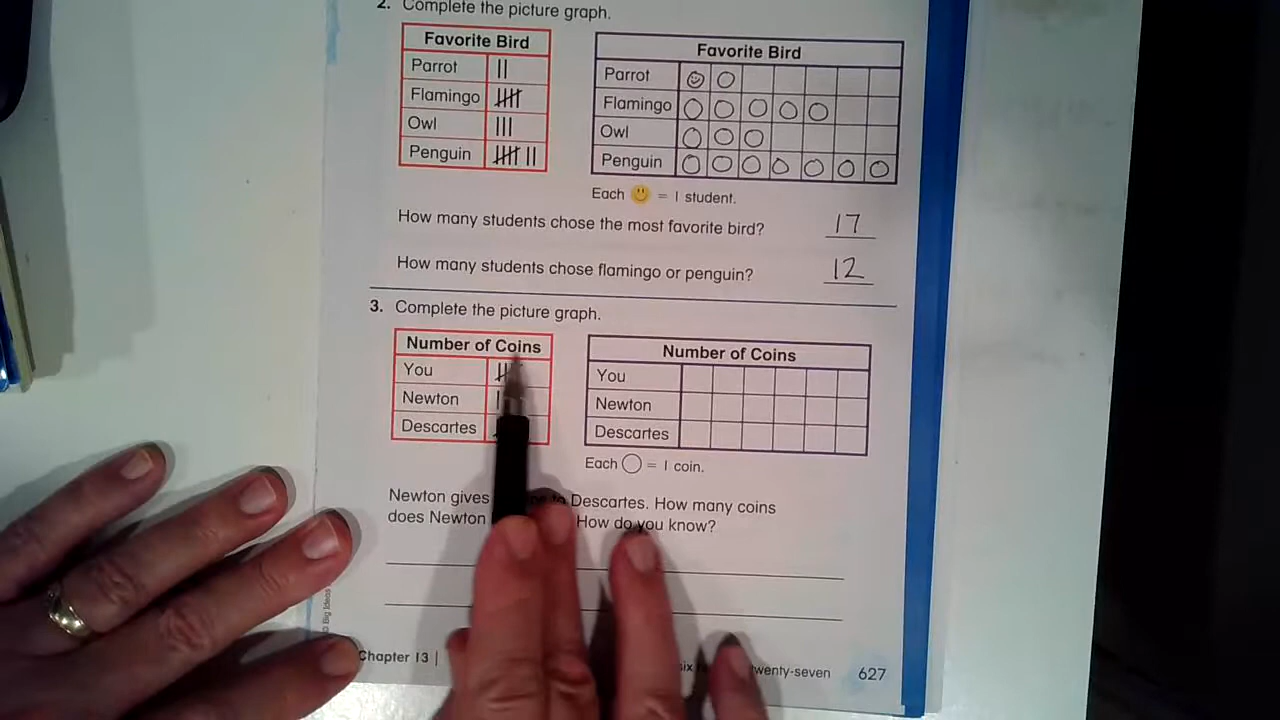 2. Complete the picture graph.
Favorite Bird
Parrot
Flamingo
Owl
Penguin
Favorite Bird
Parrot
Flamingo
Owl
Penguin
Each = 1 student.
How many students chose the most favorite bird? 17
How many students chose flamingo or penguin? 12
3. Complete the picture graph.
Number of Coins
You
Newton
Descartes
Number of Coins
You
Newton
Descartes
Each = 1 coin.
Newton gives Descartes. How many coins
does Newton How do you know?
Chapter 13
twenty-seven 627